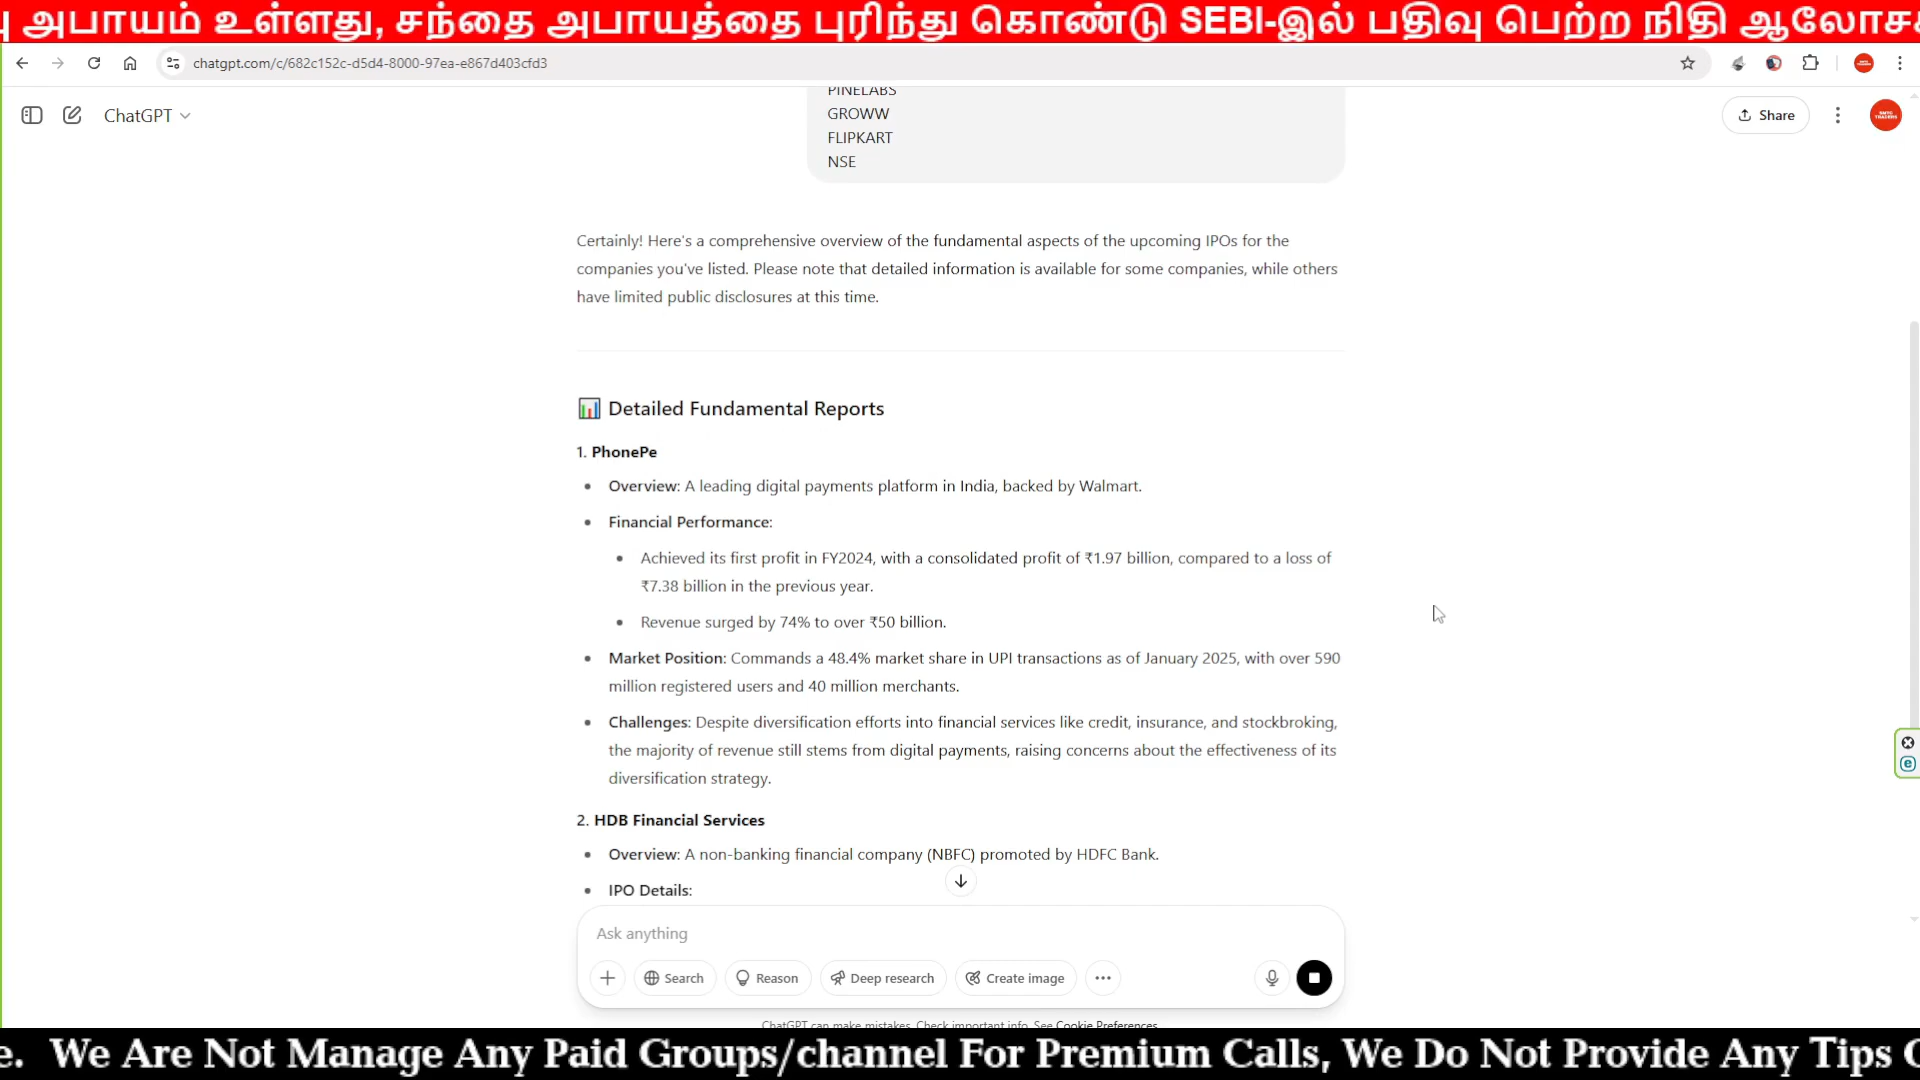 அபாயம் உள்ளது, சந்தை அபாயத்தை புரிந்து கொண்டு SEBI-இல் பதிவு பெற்ற நிதி
chatgpt.com/c/682c152c-d5d4-8000-97ea-e867d403cfd3
ChatGPT
Share
PINELABS
GROWW
FLIPKART
NSE
Certainly! Here's a comprehensive overview of the fundamental aspects of the upcoming IPOs for the
companies you've listed. Please note that detailed information is available for some companies, while others
have limited public disclosures at this time.
📊 Detailed Fundamental Reports
1. PhonePe
• Overview: A leading digital payments platform in India, backed by Walmart.
• Financial Performance:
• Achieved its first profit in FY2024, with a consolidated profit of ₹1.97 billion, compared to a loss of
₹7.38 billion in the previous year.
• Revenue surged by 74% to over ₹50 billion.
• Market Position: Commands a 48.4% market share in UPI transactions as of January 2025, with over 590
million registered users and 40 million merchants.
• Challenges: Despite diversification efforts into financial services like credit, insurance, and stockbroking,
the majority of revenue still stems from digital payments, raising concerns about the effectiveness of its
diversification strategy.
2. HDB Financial Services
• Overview: A non-banking financial company (NBFC) promoted by HDFC Bank.
• IPO Details:
Ask anything
Search
Reason
Deep research
Create image
ChatGPT can make mistakes. Check important info. See Cookie Preferences.
e. We Are Not Manage Any Paid Groups/channel For Premium Calls, We Do Not Provide Any Tips